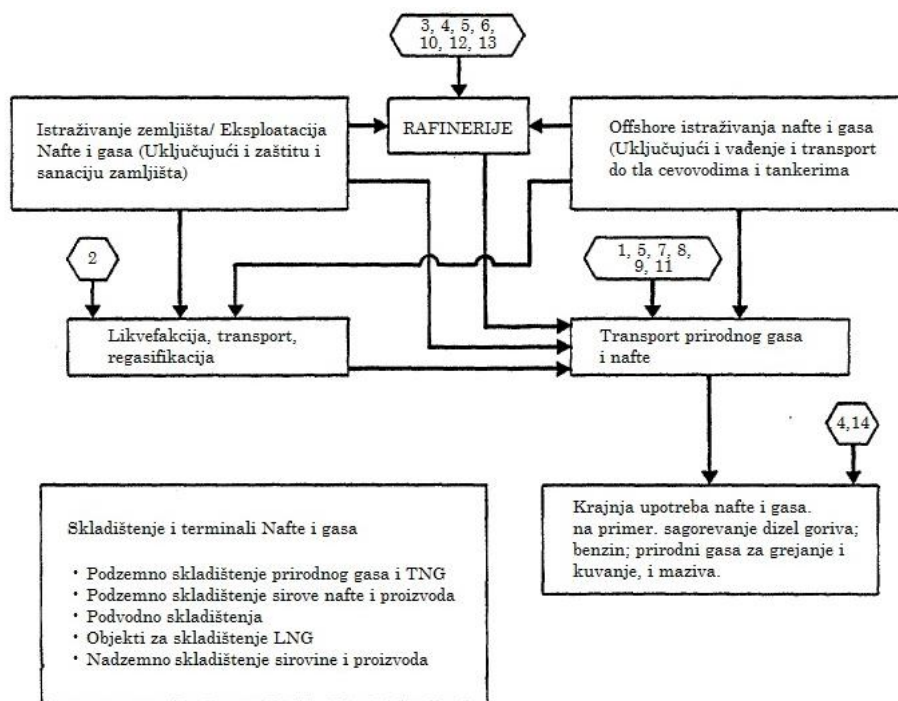 3, 4, 5, 6,
10, 12, 13
Istraživanje zemljišta/ Eksploatacija
Nafte i gasa (Uključujući i zaštitu i
sanaciju zamljišta)
RAFINERIJE
Offshore istraživanja nafte i gasa
(Uključujući i vađenje i transport
do tla cevovodima i tankerima
2
1, 5, 7, 8,
9, 11
Likvefakcija, transport,
regasifikacija
Transport prirodnog gasa
i nafte
4,14
Skladištenje i terminali Nafte i gasa
• Podzemno skladištenje prirodnog gasa i TNG
• Podzemno skladištenje sirove nafte i proizvoda
• Podvodno skladištenja
• Objekti za skladištenje LNG
• Nadzemno skladištenje sirovine i proizvoda
Krajnja upotreba nafte i gasa.
na primer. sagorevanje dizel goriva;
benzin; prirodni gasa za grejanje i
kuvanje, i maziva.